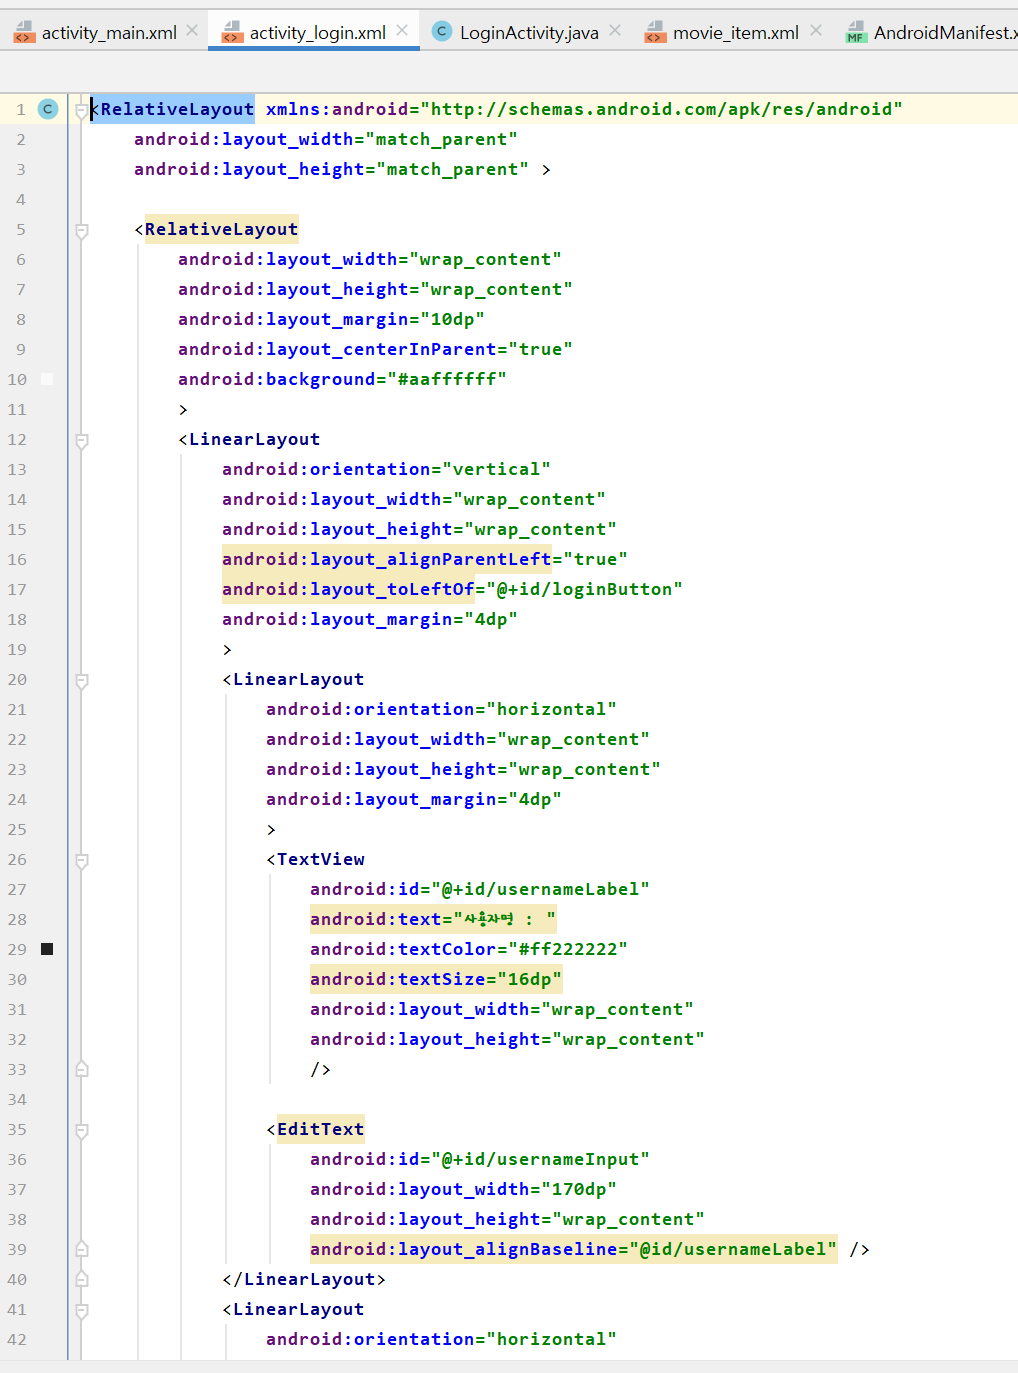 activity_main.xml activity_login.xml LoginActivity.java movie_item.xml AndroidManifest.x
1 <RelativeLayout xmlns:android="http://schemas.android.com/apk/res/android"
2 android:layout_width="match_parent"
3 android:layout_height="match_parent" >
4
5 <RelativeLayout
6 android:layout_width="wrap_content"
7 android:layout_height="wrap_content"
8 android:layout_margin="10dp"
9 android:layout_centerInParent="true"
10 android:background="#aaffffff"
11 >
12 <LinearLayout
13 android:orientation="vertical"
14 android:layout_width="wrap_content"
15 android:layout_height="wrap_content"
16 android:layout_alignParentLeft="true"
17 android:layout_toLeftOf="@+id/loginButton"
18 android:layout_margin="4dp"
19 >
20 <LinearLayout
21 android:orientation="horizontal"
22 android:layout_width="wrap_content"
23 android:layout_height="wrap_content"
24 android:layout_margin="4dp"
25 >
26 <TextView
27 android:id="@+id/usernameLabel"
28 android:text="사용자명 : "
29 android:textColor="#ff222222"
30 android:textSize="16dp"
31 android:layout_width="wrap_content"
32 android:layout_height="wrap_content"
33 />
34
35 <EditText
36 android:id="@+id/usernameInput"
37 android:layout_width="170dp"
38 android:layout_height="wrap_content"
39 android:layout_alignBaseline="@id/usernameLabel" />
40 </LinearLayout>
41 <LinearLayout
42 android:orientation="horizontal"